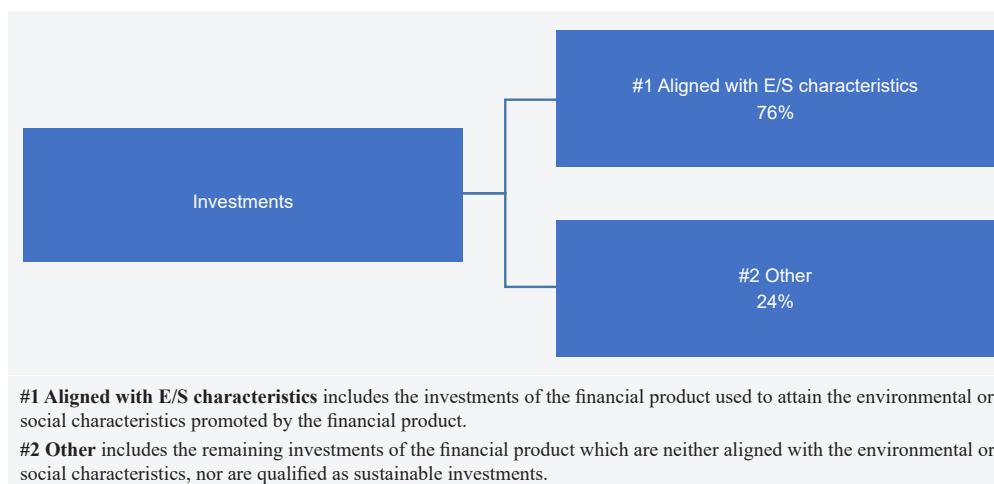 #1 Aligned with E/S characteristics
76%
Investments
#2 Other
24%
#1 Aligned with E/S characteristics includes the investments of the financial product used to attain the environmental or
social characteristics promoted by the financial product.
#2 Other includes the remaining investments of the financial product which are neither aligned with the environmental or
social characteristics, nor are qualified as sustainable investments.